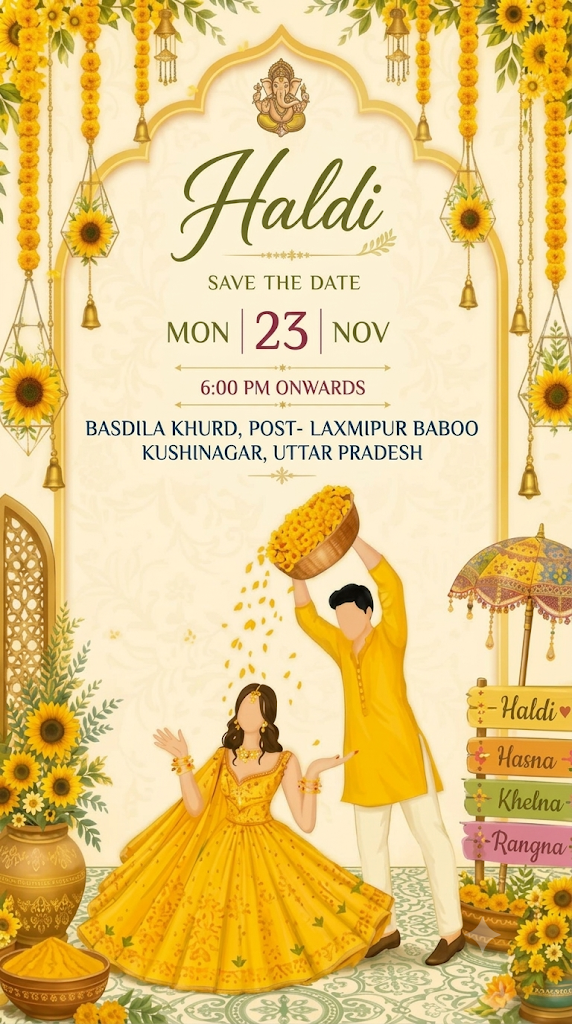 Haldi
SAVE THE DATE
MON 23 NOV
6:00 PM ONWARDS
BASDILA KHURD, POST- LAXMIPUR BABOO
KUSHINAGAR, UTTAR PRADESH
Haldi
Hasna
Khelna
Rangna